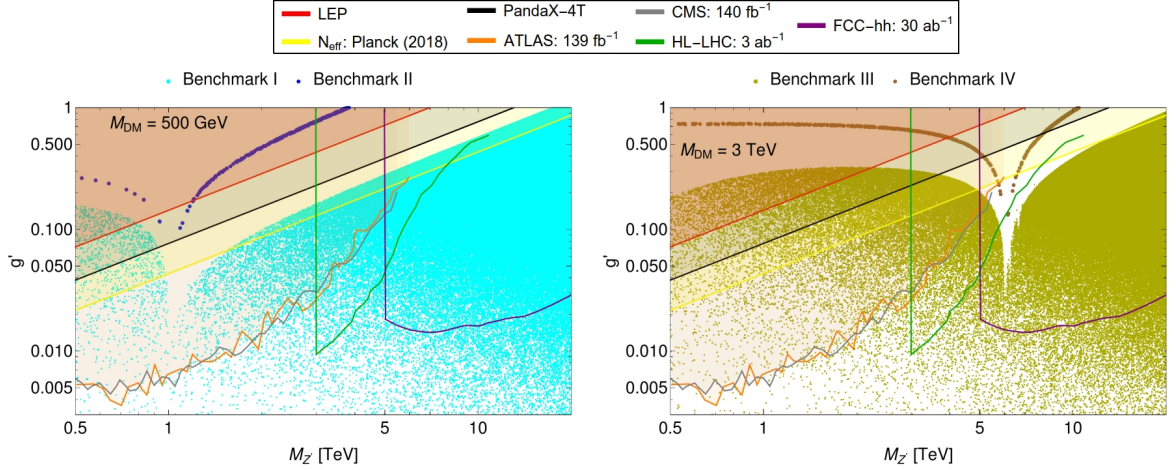 LEP PandaX−4T CMS: 140 fb⁻¹ FCC−hh: 30 ab⁻¹
N_eff: Planck (2018) ATLAS: 139 fb⁻¹ HL−LHC: 3 ab⁻¹
Benchmark I Benchmark II
M_DM = 500 GeV
g'
1
0.500
0.100
0.050
0.010
0.005
0.5 1 5 10
M_Z' [TeV]
Benchmark III Benchmark IV
M_DM = 3 TeV
g'
1
0.500
0.100
0.050
0.010
0.005
0.5 1 5 10
M_Z' [TeV]